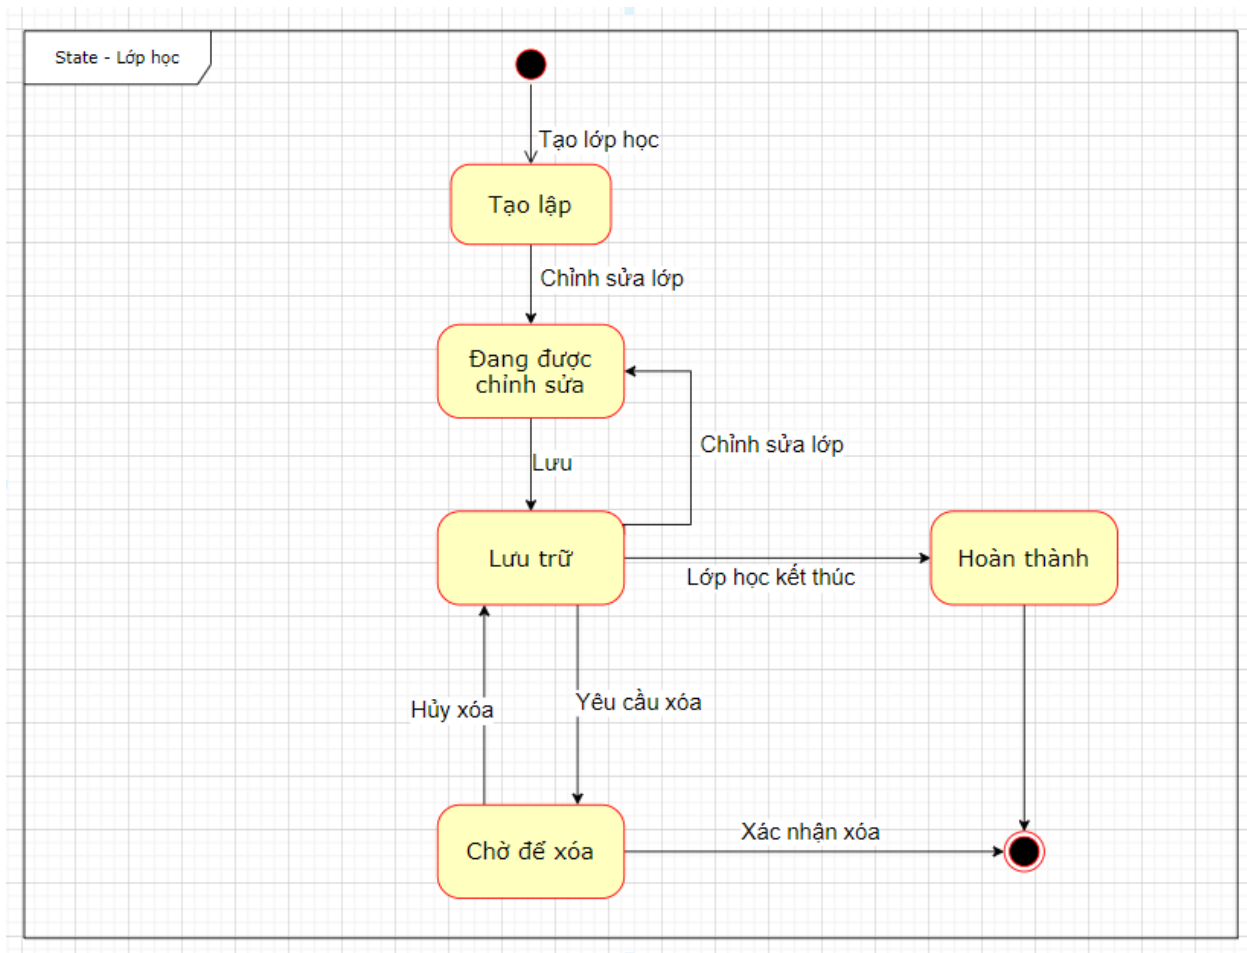 State - Lớp học
Tạo lớp học
Tạo lập
Chỉnh sửa lớp
Đang được
chỉnh sửa
Chỉnh sửa lớp
Lưu
Lưu trữ
Hoàn thành
Lớp học kết thúc
Hủy xóa
Yêu cầu xóa
Xác nhận xóa
Chờ để xóa